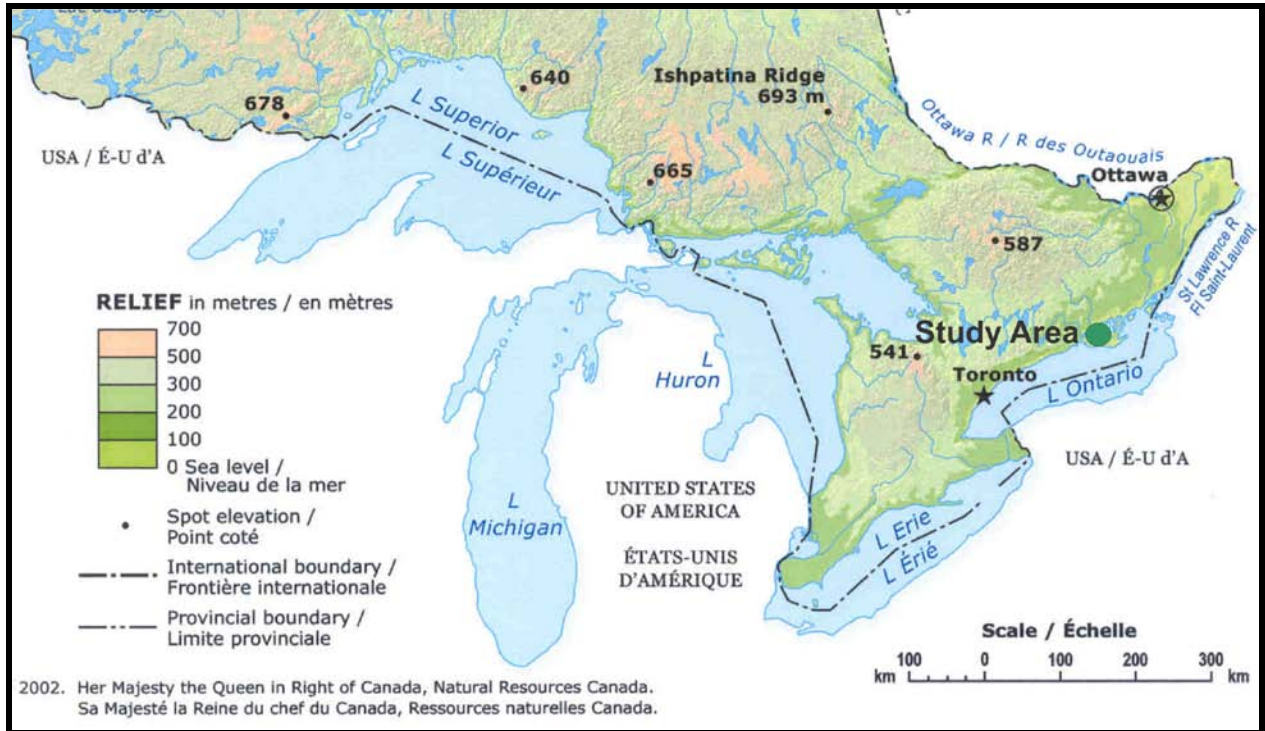 640
Ishpatina Ridge
693 m
678
L Superior
L Supérieur
Ottawa R / R des Outaouais
USA / É-U d'A
665
Ottawa
587
St Lawrence R
Fl Saint-Laurent
RELIEF in metres / en mètres
700
500
300
200
100
0 Sea level /
Niveau de la mer
Study Area
541
Toronto
L
Huron
L Ontario
USA / É-U d'A
L
Michigan
UNITED STATES
OF AMERICA
ÉTATS-UNIS
D'AMÉRIQUE
L Erie
L Érié
Spot elevation /
Point coté
International boundary /
Frontière internationale
Provincial boundary /
Limite provinciale
Scale / Échelle
100 0 100 200 300
km km
2002. Her Majesty the Queen in Right of Canada, Natural Resources Canada.
Sa Majesté la Reine du chef du Canada, Ressources naturelles Canada.